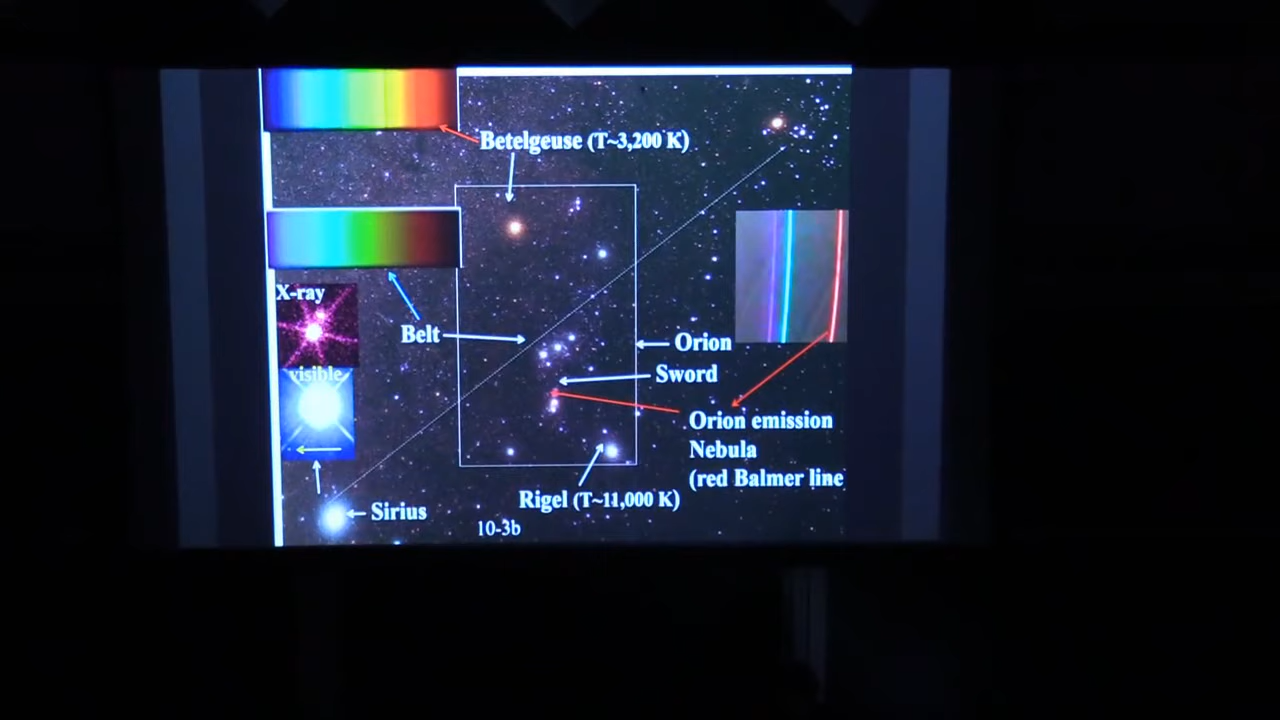 Betelgeuse (T~3,200 K)
X-ray
Belt
Orion
visible
Sword
Orion emission
Nebula
(red Balmer line
Rigel (T~11,000 K)
Sirius
10-3b